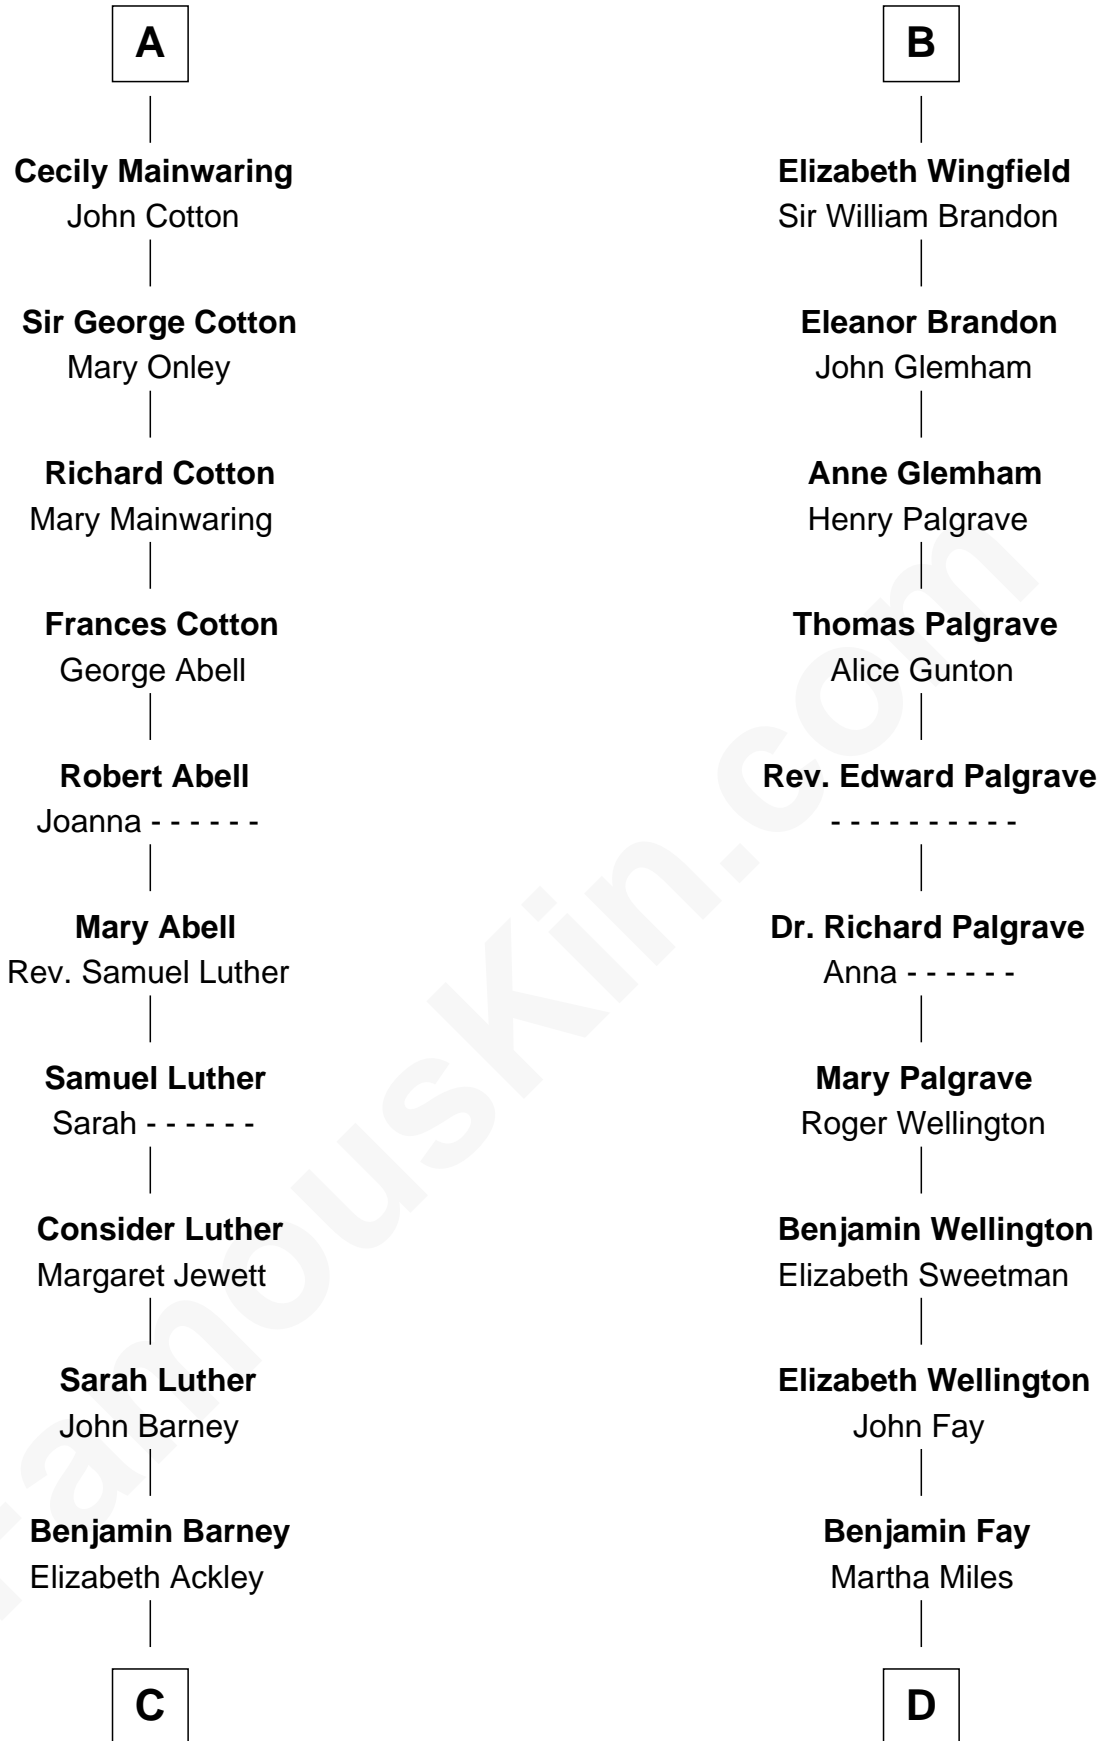 A
Cecily Mainwaring
John Cotton
Sir George Cotton
Mary Onley
Richard Cotton
Mary Mainwaring
Frances Cotton
George Abell
Robert Abell
Joanna - - - - - -
Mary Abell
Rev. Samuel Luther
Samuel Luther
Sarah - - - - - -
Consider Luther
Margaret Jewett
Sarah Luther
John Barney
Benjamin Barney
Elizabeth Ackley
C
B
Elizabeth Wingfield
Sir William Brandon
Eleanor Brandon
John Glemham
Anne Glemham
Henry Palgrave
Thomas Palgrave
Alice Gunton
Rev. Edward Palgrave
- - - - - - - - - -
Dr. Richard Palgrave
Anna - - - - - -
Mary Palgrave
Roger Wellington
Benjamin Wellington
Elizabeth Sweetman
Elizabeth Wellington
John Fay
Benjamin Fay
Martha Miles
D
FamousKin.com